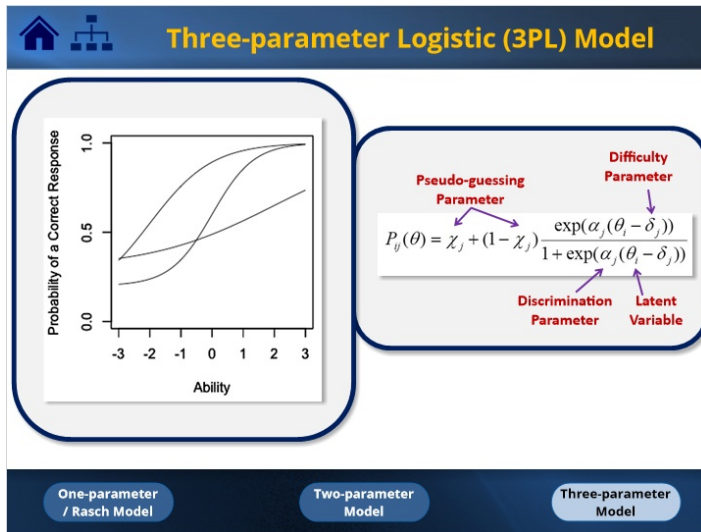 Three-parameter Logistic (3PL) Model
Probability of a Correct Response
1.0
0.5
0.0
-3 -2 -1 0 1 2 3
Ability
Difficulty
Parameter
Pseudo-guessing
Parameter
P_{ij}(θ) = χ_j + (1 − χ_j) exp(α_j(θ_i − δ_j)) / 1 + exp(α_j(θ_i − δ_j))
Discrimination
Parameter
Latent
Variable
One-parameter
/ Rasch Model
Two-parameter
Model
Three-parameter
Model